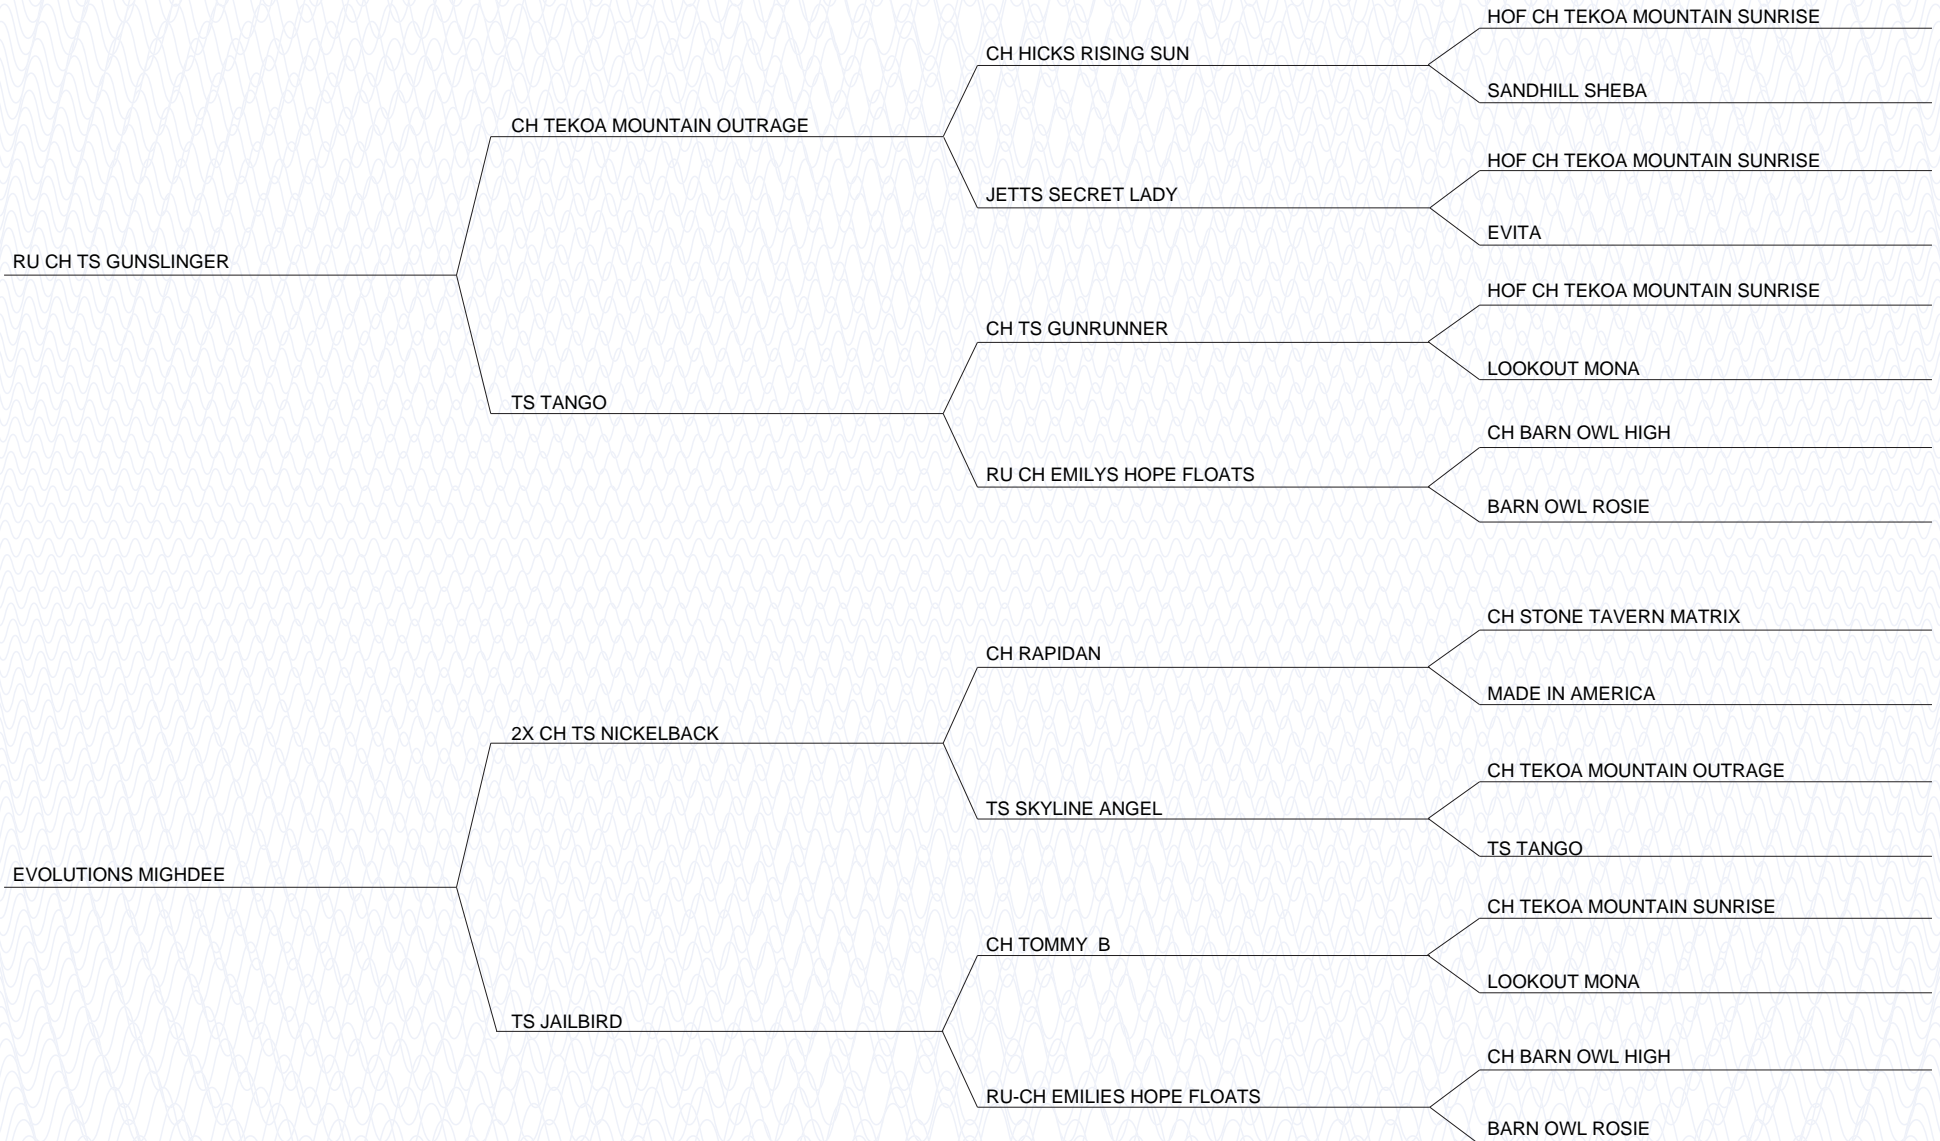 HOF CH TEKOA MOUNTAIN SUNRISE
CH HICKS RISING SUN
SANDHILL SHEBA
CH TEKOA MOUNTAIN OUTRAGE
HOF CH TEKOA MOUNTAIN SUNRISE
JETTS SECRET LADY
EVITA
RU CH TS GUNSLINGER
HOF CH TEKOA MOUNTAIN SUNRISE
CH TS GUNRUNNER
LOOKOUT MONA
TS TANGO
CH BARN OWL HIGH
RU CH EMILYS HOPE FLOATS
BARN OWL ROSIE
CH STONE TAVERN MATRIX
CH RAPIDAN
MADE IN AMERICA
2X CH TS NICKELBACK
CH TEKOA MOUNTAIN OUTRAGE
TS SKYLINE ANGEL
TS TANGO
EVOLUTIONS MIGHDEE
CH TEKOA MOUNTAIN SUNRISE
CH TOMMY  B
LOOKOUT MONA
TS JAILBIRD
CH BARN OWL HIGH
RU-CH EMILIES HOPE FLOATS
BARN OWL ROSIE